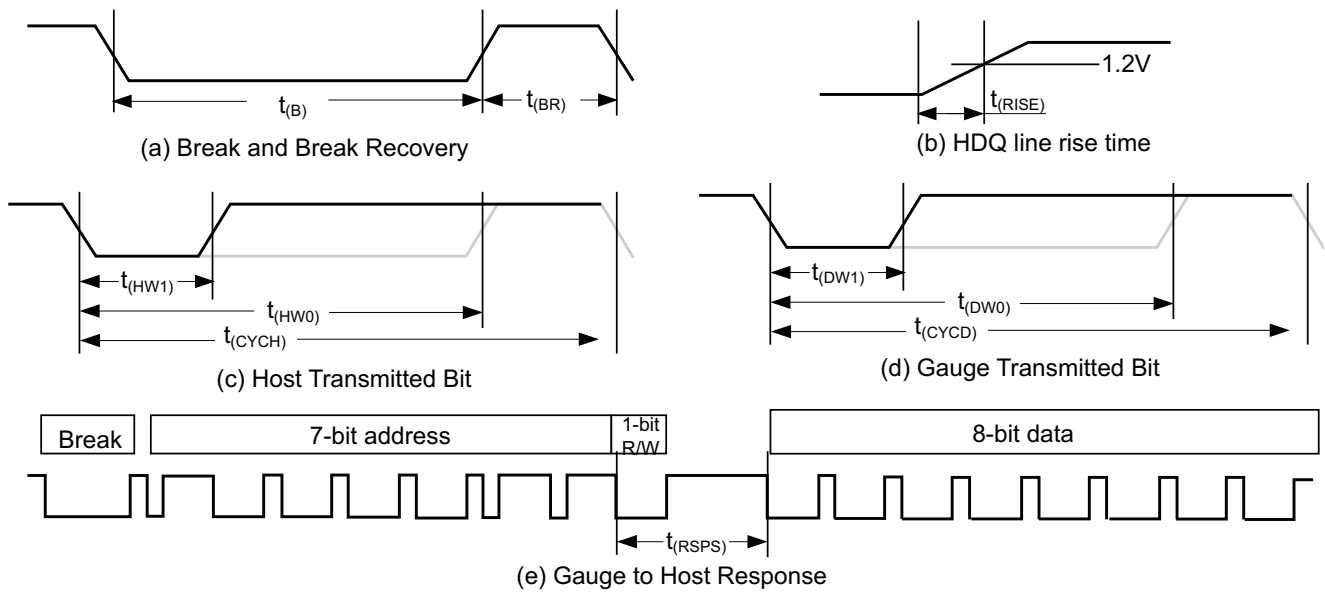 t(B)
t(BR)
(a) Break and Break Recovery
1.2V
t(RISE)
(b) HDQ line rise time
t(HW1)
t(HW0)
t(CYCH)
(c) Host Transmitted Bit
t(DW1)
t(DW0)
t(CYCD)
(d) Gauge Transmitted Bit
Break
7-bit address
1-bit
R/W
8-bit data
t(RSPS)
(e) Gauge to Host Response